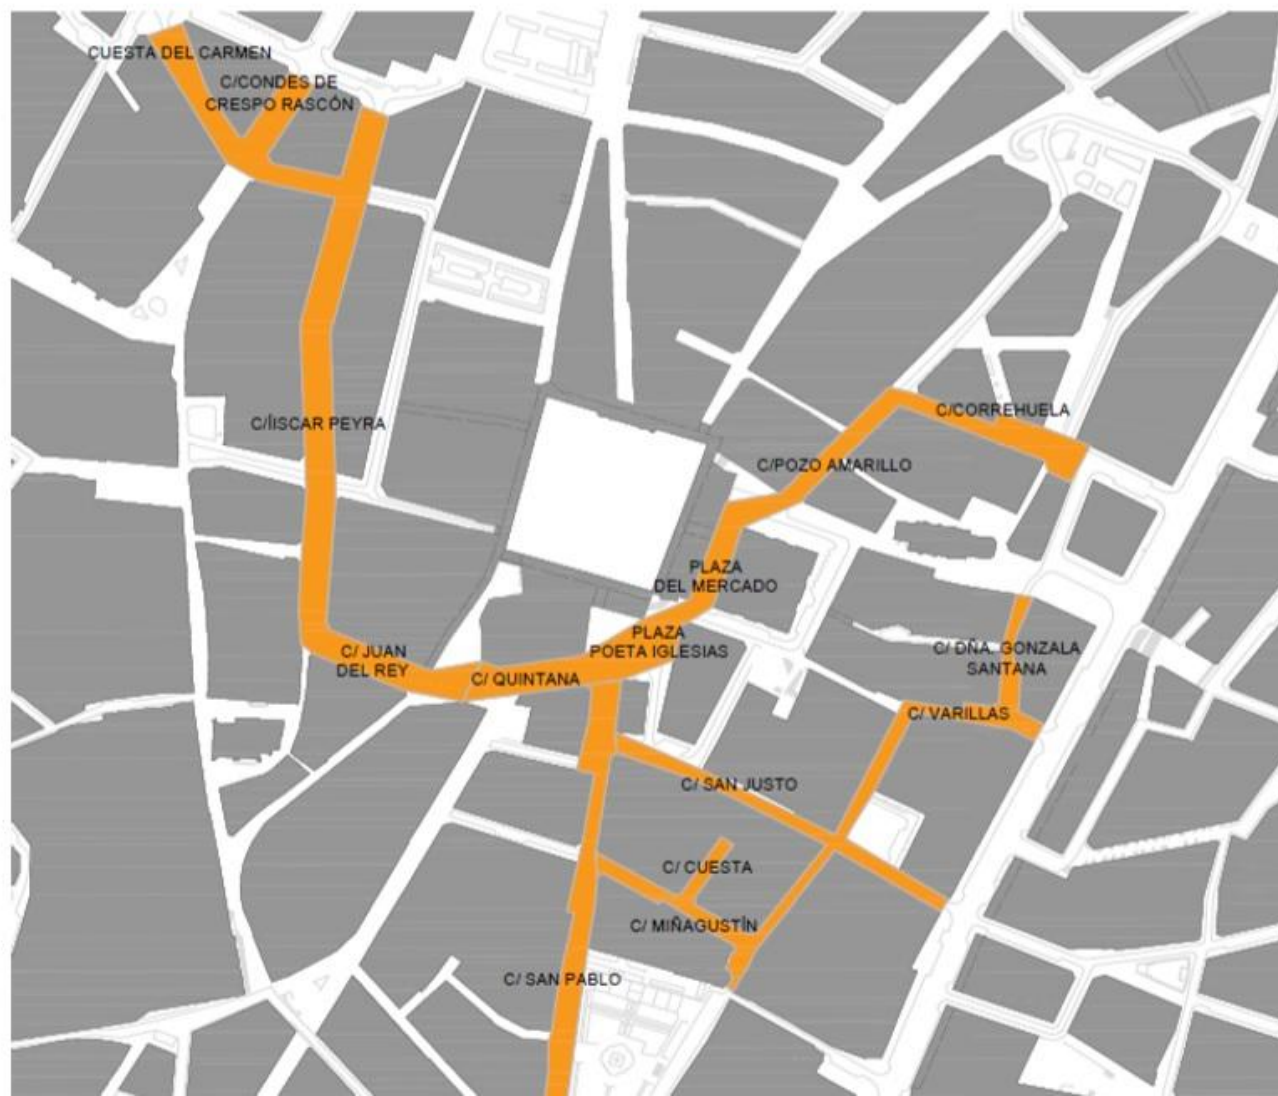 CUESTA DEL CARMEN
C/CONDES DE
CRESPO RASCÓN
C/ÍISCAR PEYRA
C/CORREHUELA
C/POZO AMARILLO
PLAZA
DEL MERCADO
PLAZA
POETA IGLESIAS
C/ JUAN
DEL REY
C/ QUINTANA
C/ DÑA. GONZALA
SANTANA
C/ VARILLAS
C/ SAN JUSTO
C/ CUESTA
C/ MIÑAGUSTÍN
C/ SAN PABLO